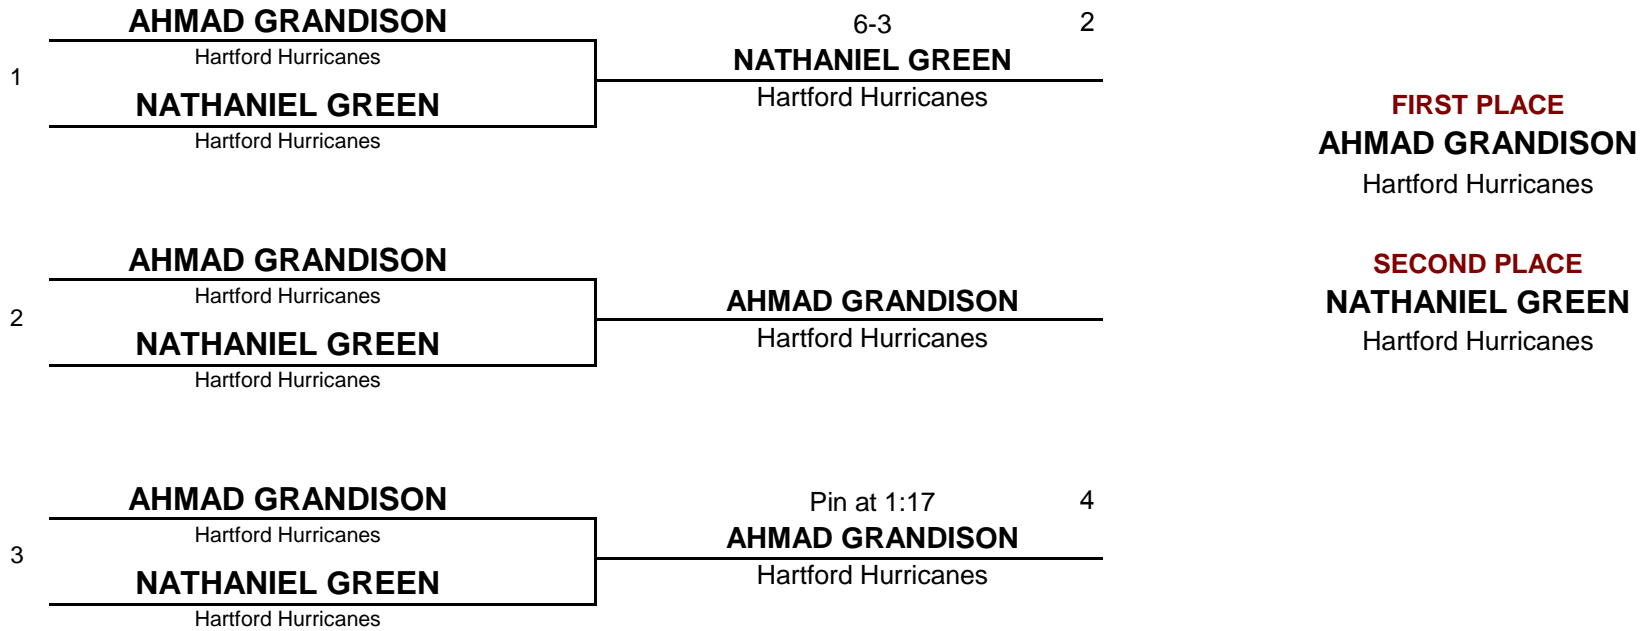 AHMAD GRANDISON
Hartford Hurricanes
1
NATHANIEL GREEN
Hartford Hurricanes
6-3
2
NATHANIEL GREEN
Hartford Hurricanes
FIRST PLACE
AHMAD GRANDISON
Hartford Hurricanes
AHMAD GRANDISON
Hartford Hurricanes
2
NATHANIEL GREEN
Hartford Hurricanes
AHMAD GRANDISON
Hartford Hurricanes
SECOND PLACE
NATHANIEL GREEN
Hartford Hurricanes
AHMAD GRANDISON
Hartford Hurricanes
3
NATHANIEL GREEN
Hartford Hurricanes
Pin at 1:17
4
AHMAD GRANDISON
Hartford Hurricanes